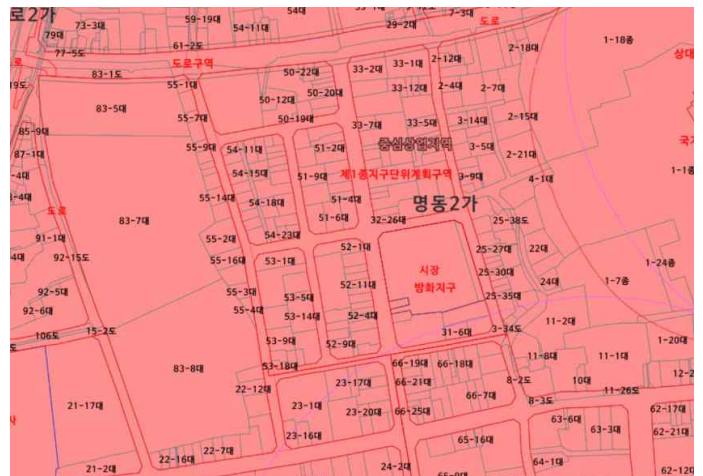 로2가
73-3대
59-19대
54대
54-11대
29-2대
7-3대
도로
79대
77-5도
61-2도
2-18대
1-18종
83-1도
도로구역
50-22대
33-2대
33-1대
2-12대
상대
83-5대
55-1대
50-20대
50-12대
33-12대
2-4대
2-7대
55-7대
50-19대
33-7대
33-5대
3-14대
2-15대
85-9대
55-9대
54-11대
51-2대
중심상업지역
3-5대
2-21대
국가
87-1대
54-15대
51-9대
제1종지구단위계획구역
3-9대
4-1대
1-1종
55-14대
54-18대
51-4대
명동2가
도로
83-7대
51-6대
32-26대
25-38도
91-1대
55-2대
54-23대
52-1대
25-27대
22대
92-15도
55-16대
53-1대
시장
방화지구
25-30대
24대
1-24종
1-7종
92-5대
55-3대
53-5대
52-11대
25-35대
92-6대
55-4대
53-14대
52-4대
11-2대
106도
15-2도
31-6대
3-34도
53-9대
52-9대
1-20대
83-8대
53-18대
66-19대
66-18대
11-8대
11-1대
22-12대
23-17대
66-21대
8-2도
10대
12-2
21-17대
23-1대
66-7대
8-3도
11-26도
23-20대
66-25대
63-6대
62-17대
23-16대
65-16대
63-3대
62-21대
22-7대
22-16대
21-2대
24-2대
64-1대
62-12대